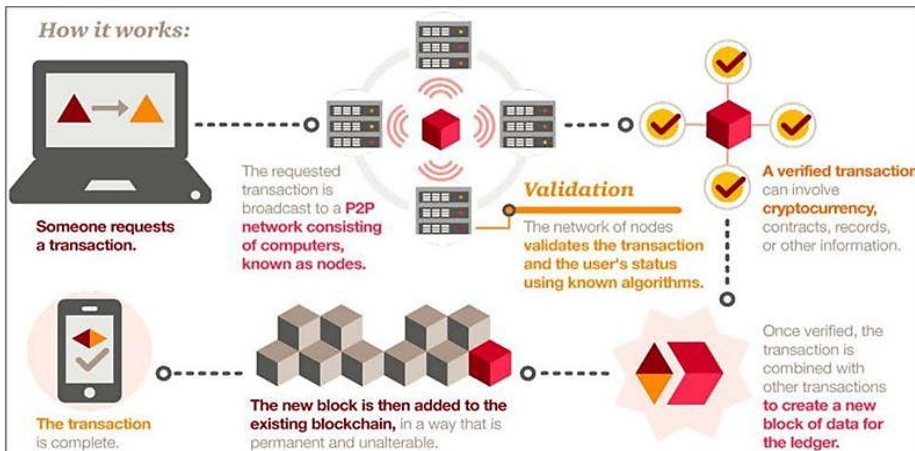 How it works:
Someone requests
a transaction.
The requested
transaction is
broadcast to a P2P
network consisting
of computers,
known as nodes.
Validation
The network of nodes
validates the transaction
and the user's status
using known algorithms.
A verified transaction
can involve
cryptocurrency,
contracts, records,
or other information.
Once verified, the
transaction is
combined with
other transactions
to create a new
block of data for
the ledger.
The new block is then added to the
existing blockchain, in a way that is
permanent and unalterable.
The transaction
is complete.